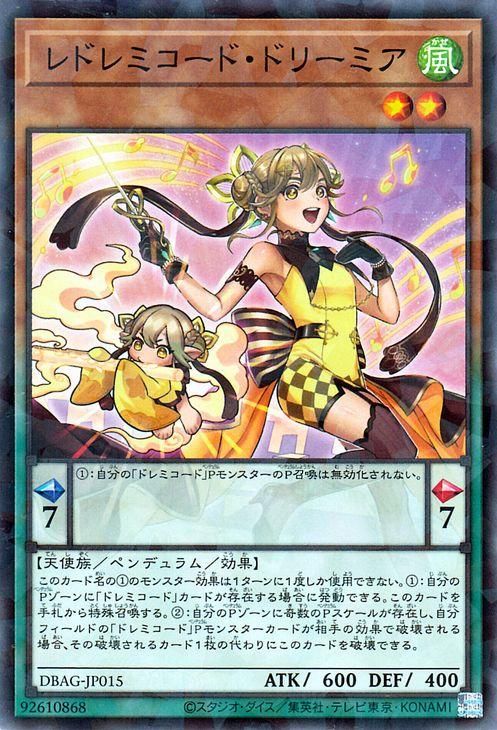 レドレミコード・ドリーミア
風
①：自分の「ドレミコード」PモンスターのP召喚は無効化されない。
7
7
【天使族／ペンデュラム／効果】
このカード名の①のモンスター効果は1ターンに1度しか使用できない。①：自分の
Pゾーンに「ドレミコード」カードが存在する場合に発動できる。このカードを
手札から特殊召喚する。②：自分のPゾーンに奇数のPスケールが存在し、自分
フィールドの「ドレミコード」Pモンスターカードが相手の効果で破壊される
場合、その破壊されるカード1枚の代わりにこのカードを破壊できる。
DBAG-JP015
ATK/ 600 DEF/ 400
92610868
©スタジオ・ダイス／集英社・テレビ東京・KONAMI